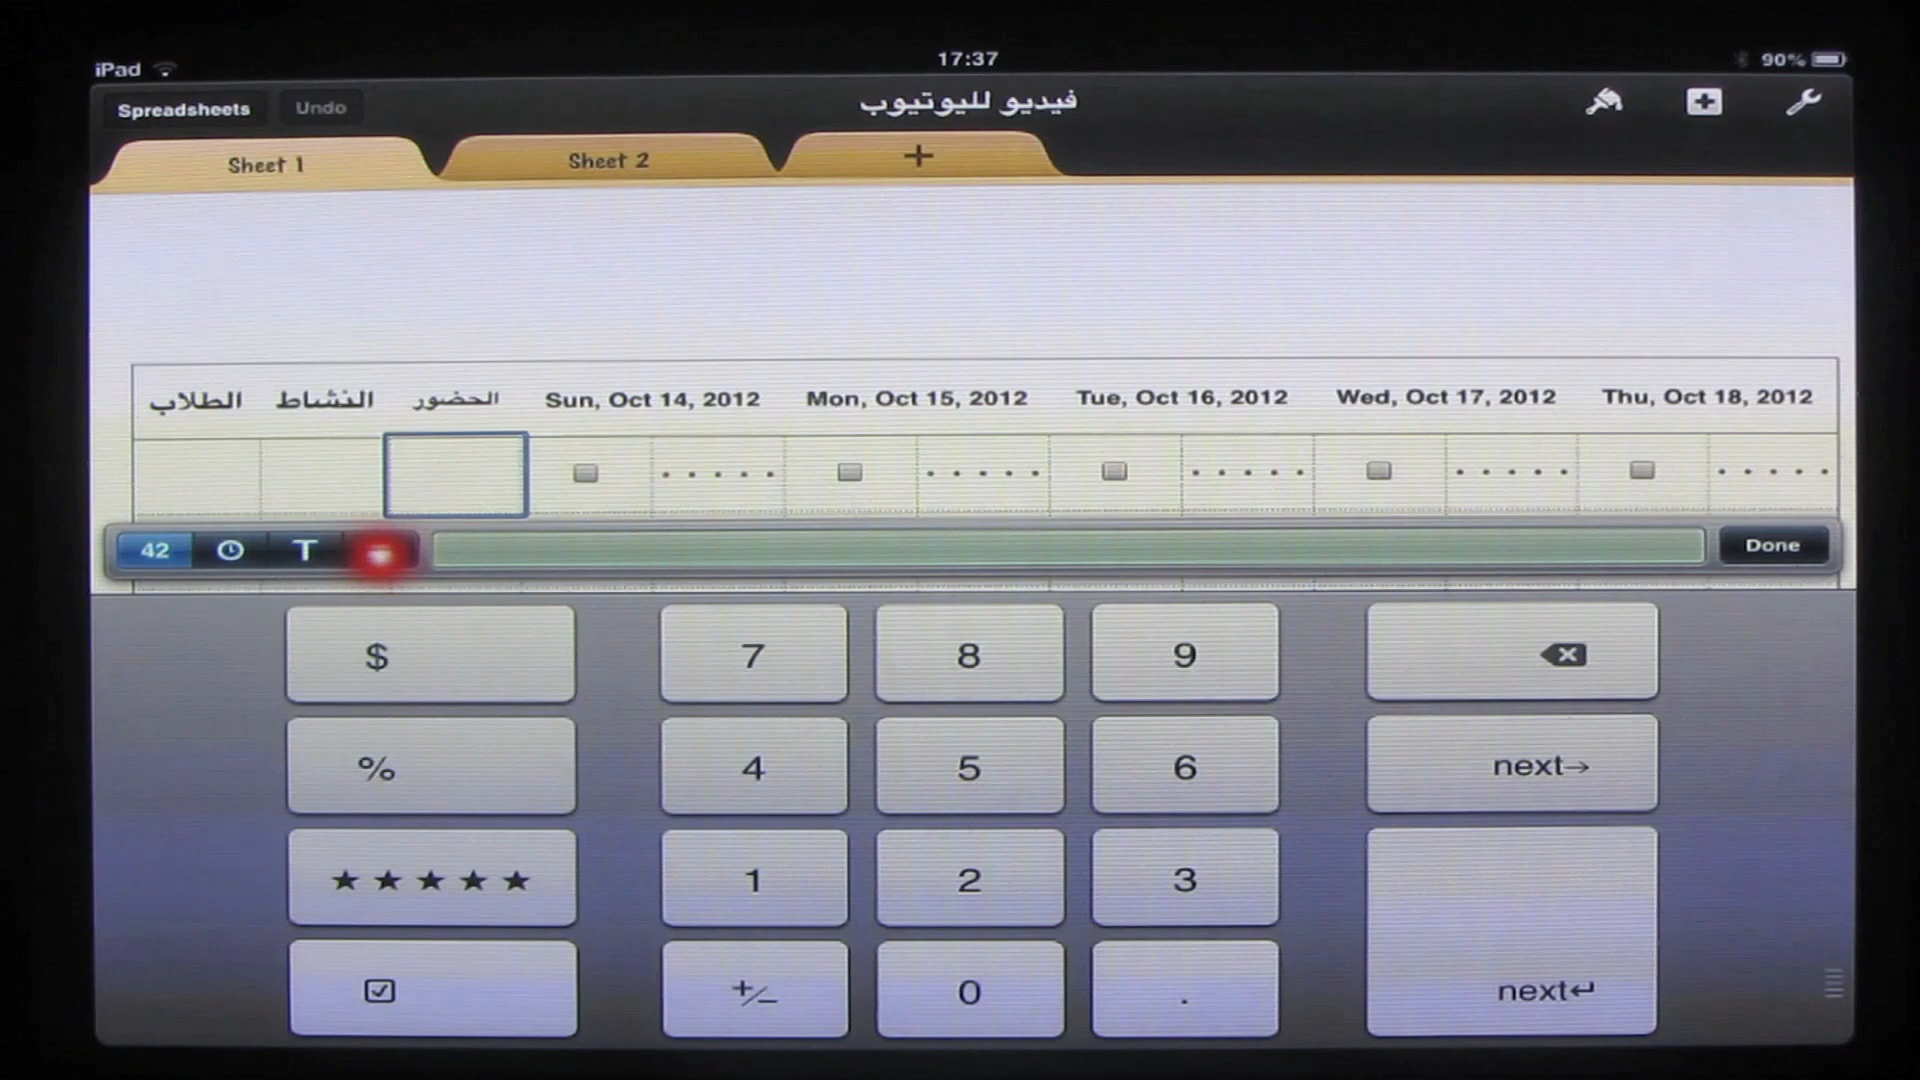 iPad 17:37 90%
Spreadsheets Undo فيديو لليوتيوب
Sheet 1 Sheet 2 +
الطلاب النشاط الحضور Sun, Oct 14, 2012 Mon, Oct 15, 2012 Tue, Oct 16, 2012 Wed, Oct 17, 2012 Thu, Oct 18, 2012
42 T = Done
$ 7 8 9
% 4 5 6 next→
★ ★ ★ ★ ★ 1 2 3
+/− 0 . next↵